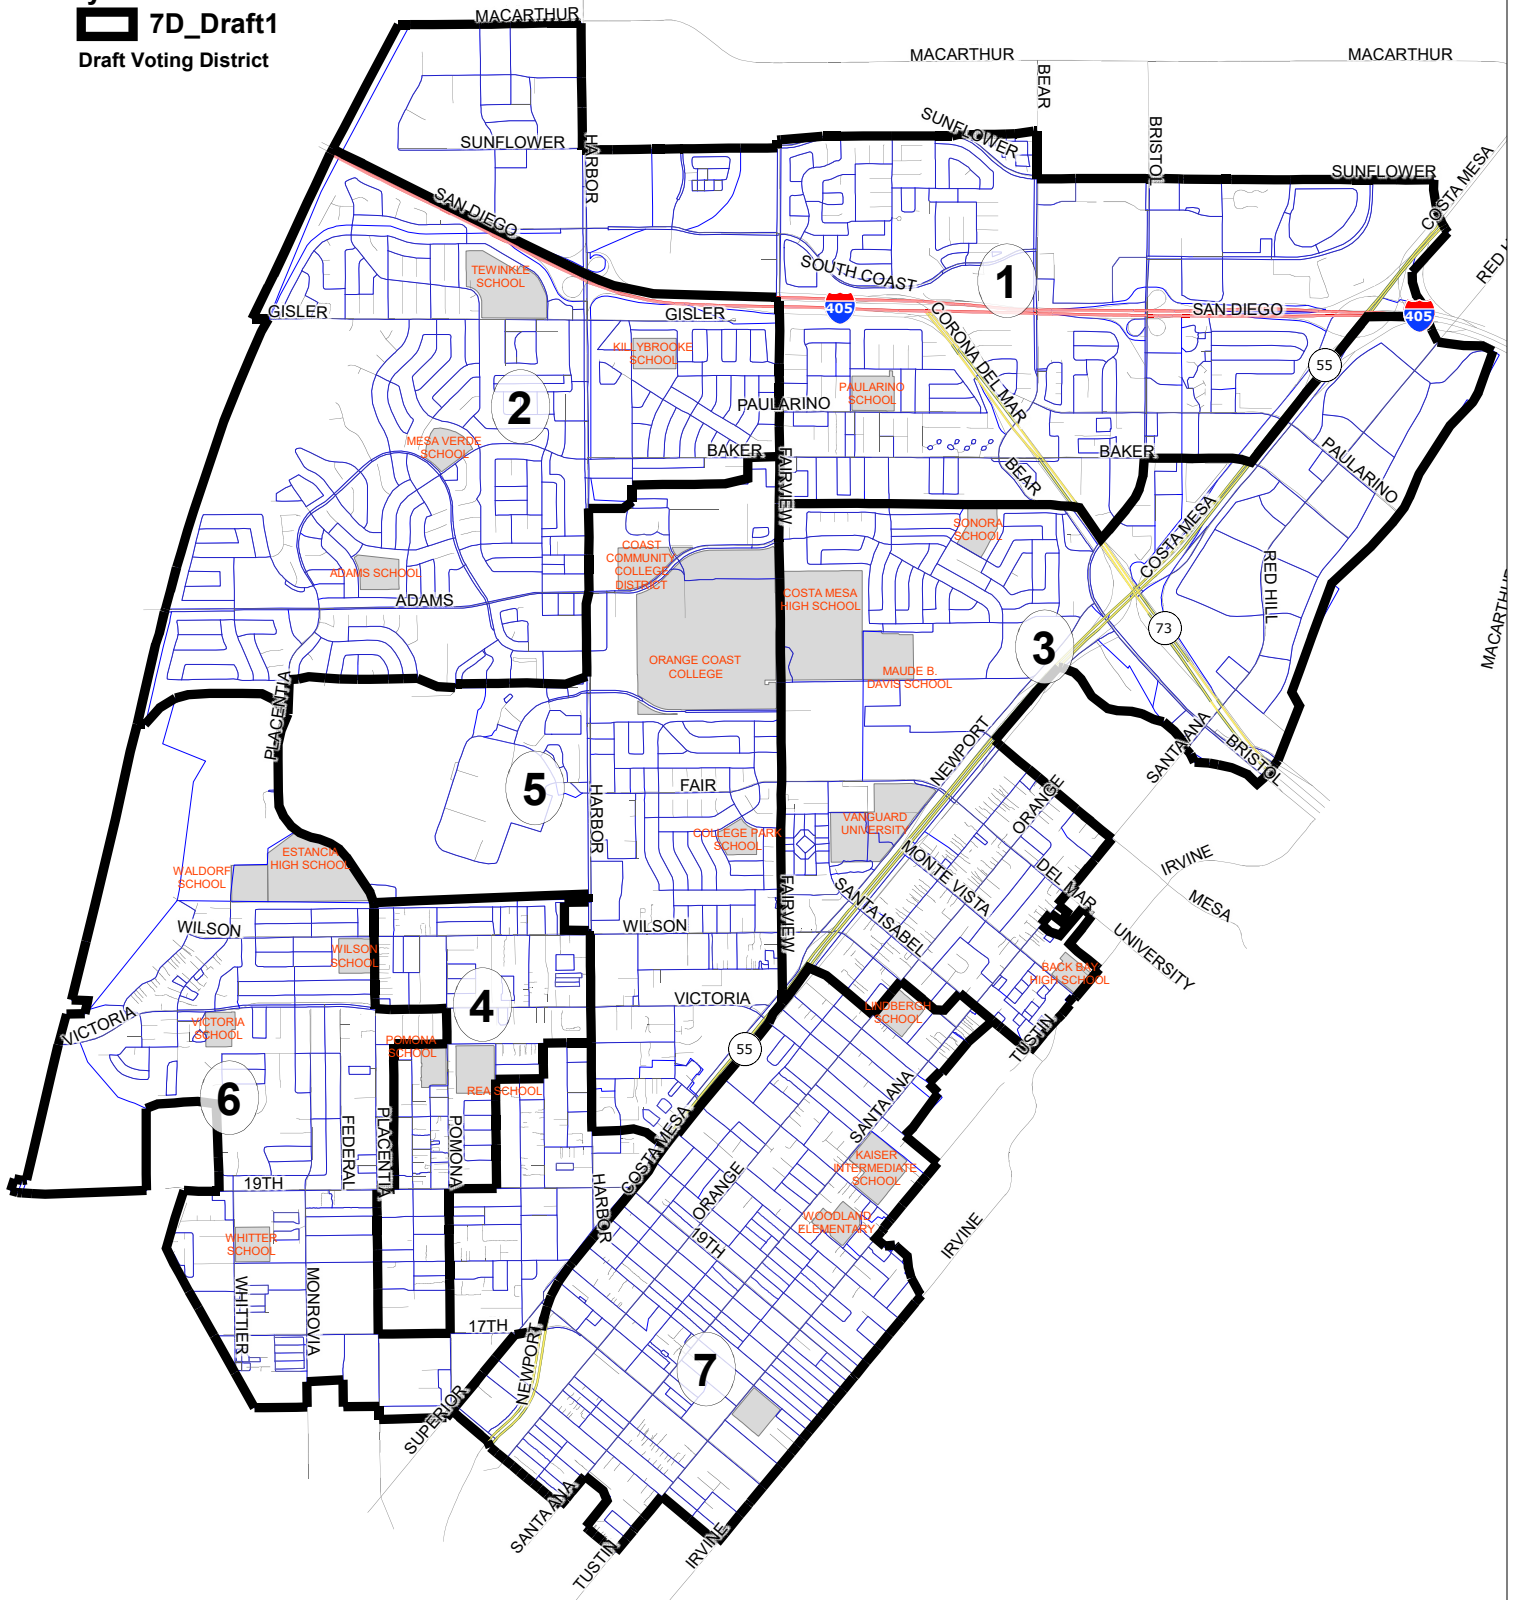 7D_Draft1
Draft Voting District
MACARTHUR
MACARTHUR
MACARTHUR
BEAR
SUNFLOWER
BRISTOL
SUNFLOWER
HARBOR
SUNFLOWER
COSTA MESA
SAN DIEGO
RED
TEWINKLE
SCHOOL
SOUTH COAST
1
GISLER
GISLER
405
SAN DIEGO
405
CORONA DEL MAR
KILLYBROOKE
SCHOOL
55
PAULARINO
SCHOOL
2
PAULARINO
MESA VERDE
SCHOOL
BAKER
BAKER
PAULARINO
FAIRVIEW
BEAR
COSTA MESA
SONORA
SCHOOL
COAST
COMMUNITY
COLLEGE
DISTRICT
ADAMS SCHOOL
ADAMS
COSTA MESA
HIGH SCHOOL
RED HILL
MACARTHUR
73
3
ORANGE COAST
COLLEGE
MAUDE B.
DAVIS SCHOOL
PLACENTIA
NEWPORT
SANTA ANA
BRISTOL
5
FAIR
HARBOR
ORANGE
COLLEGE PARK
SCHOOL
VANGUARD
UNIVERSITY
ESTANCIA
HIGH SCHOOL
WALDORF
SCHOOL
MONTE VISTA
DEL MAR
IRVINE
MESA
SANTA ISABEL
FAIRVIEW
WILSON
WILSON
UNIVERSITY
WILSON
SCHOOL
BACK BAY
HIGH SCHOOL
4
VICTORIA
VICTORIA
LINDBERGH
SCHOOL
VICTORIA
SCHOOL
POMONA
SCHOOL
55
TUSTIN
REA SCHOOL
6
SANTA ANA
FEDERAL
PLACENTIA
POMONA
COSTA MESA
KAISER
INTERMEDIATE
SCHOOL
19TH
HARBOR
ORANGE
WOODLAND
ELEMENTARY
19TH
IRVINE
WHITTER
SCHOOL
WHITTIER
MONROVIA
17TH
NEWPORT
7
SUPERIOR
SANTA ANA
TUSTIN
IRVINE